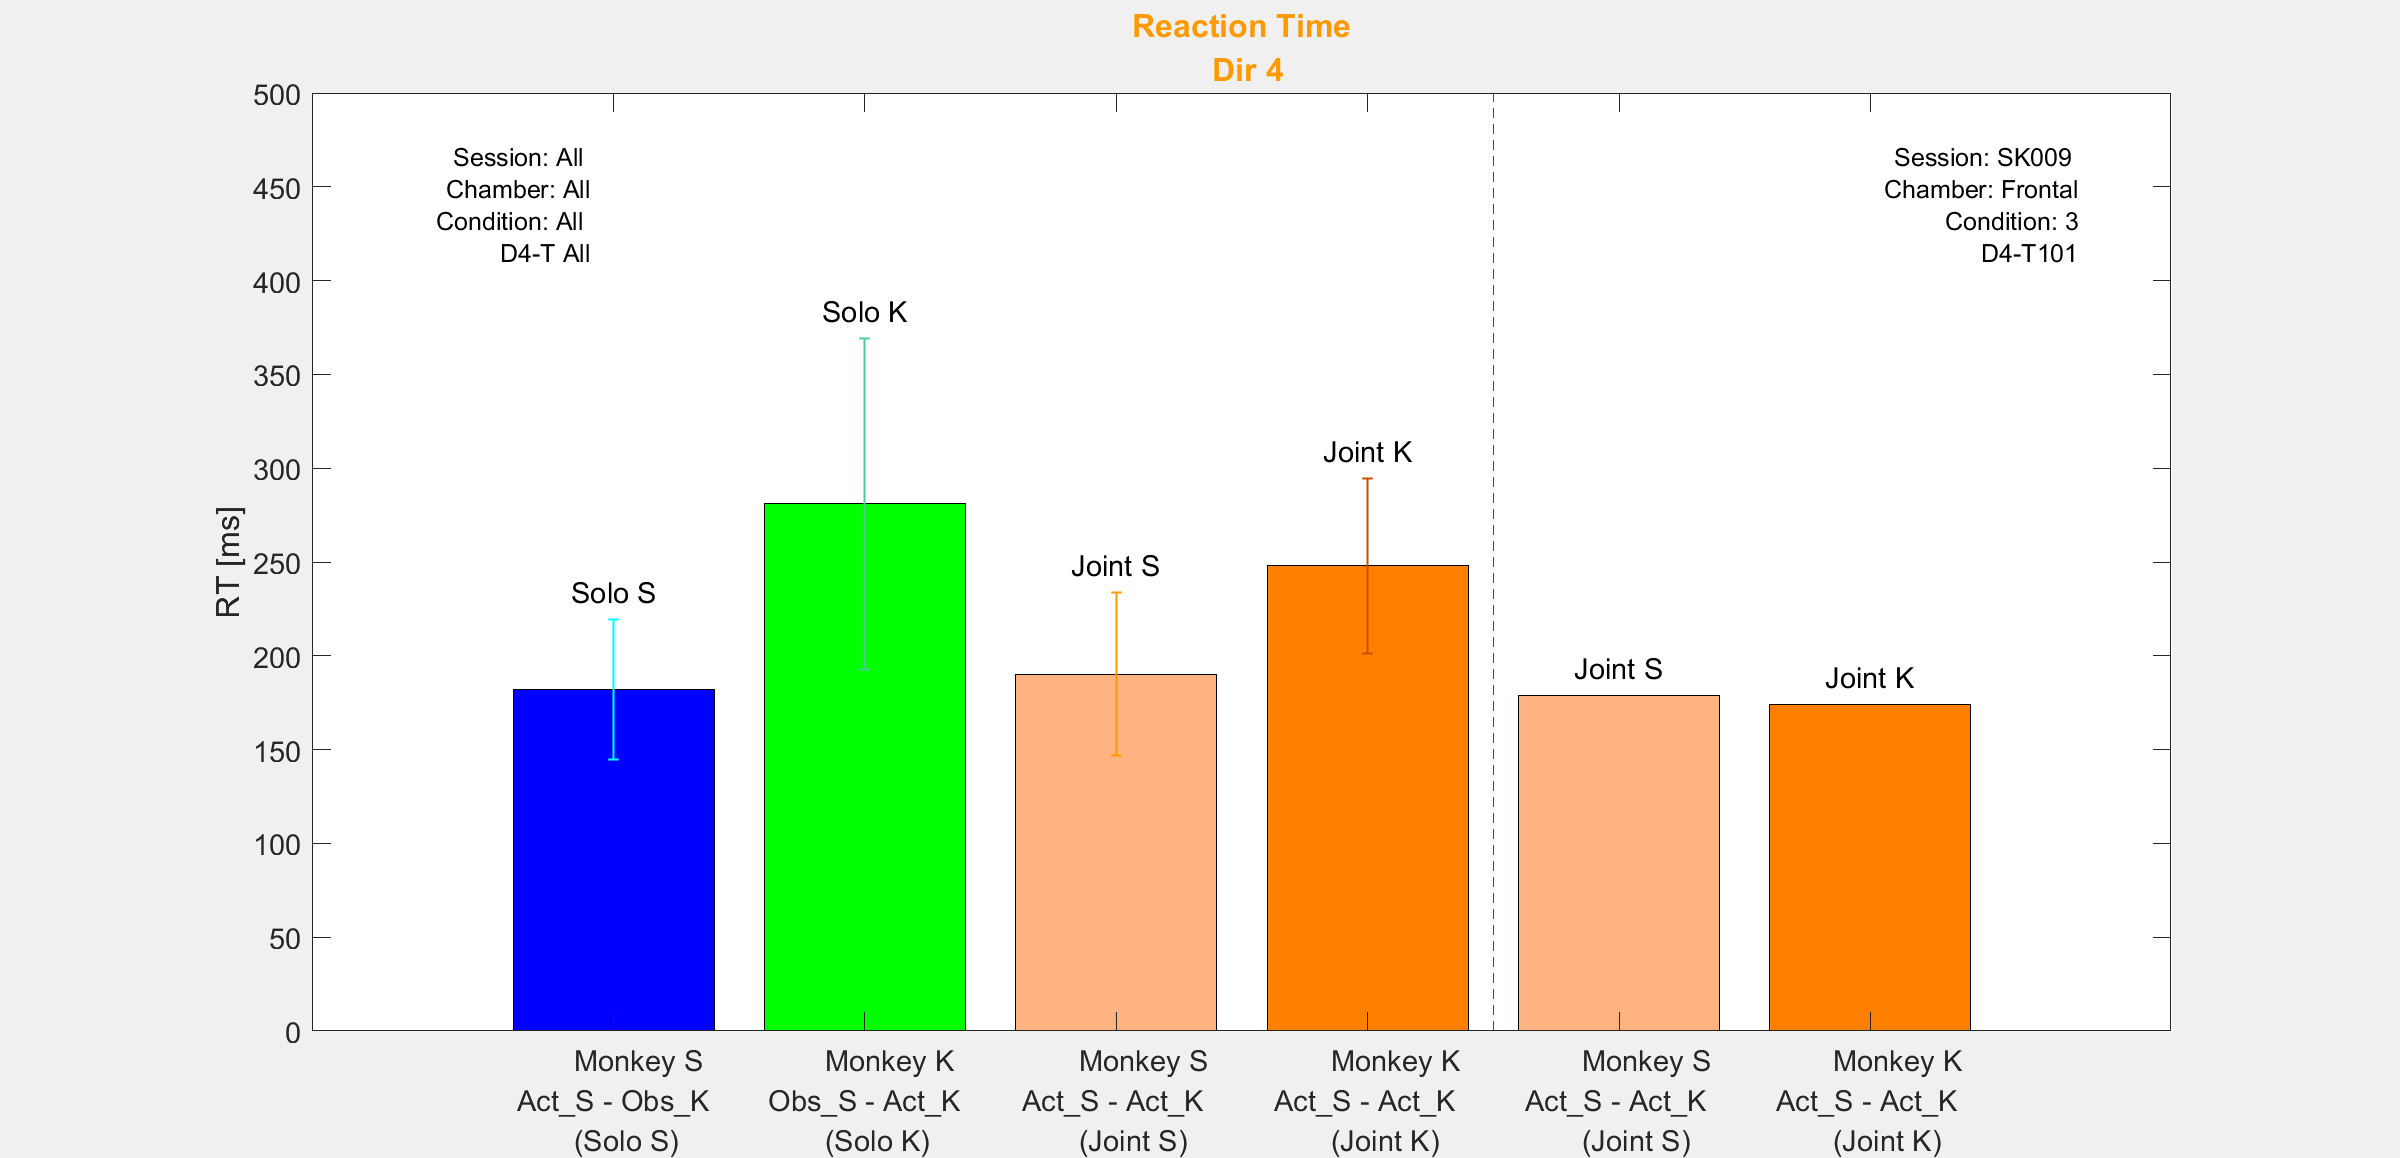 Reaction Time
Dir 4
500
450
400
350
300
250
200
150
100
50
0
RT [ms]
Session: All
Chamber: All
Condition: All
D4-T All
Session: SK009
Chamber: Frontal
Condition: 3
D4-T101
Solo S
Solo K
Joint S
Joint K
Joint S
Joint K
Monkey S
Act_S - Obs_K
(Solo S)
Monkey K
Obs_S - Act_K
(Solo K)
Monkey S
Act_S - Act_K
(Joint S)
Monkey K
Act_S - Act_K
(Joint K)
Monkey S
Act_S - Act_K
(Joint S)
Monkey K
Act_S - Act_K
(Joint K)